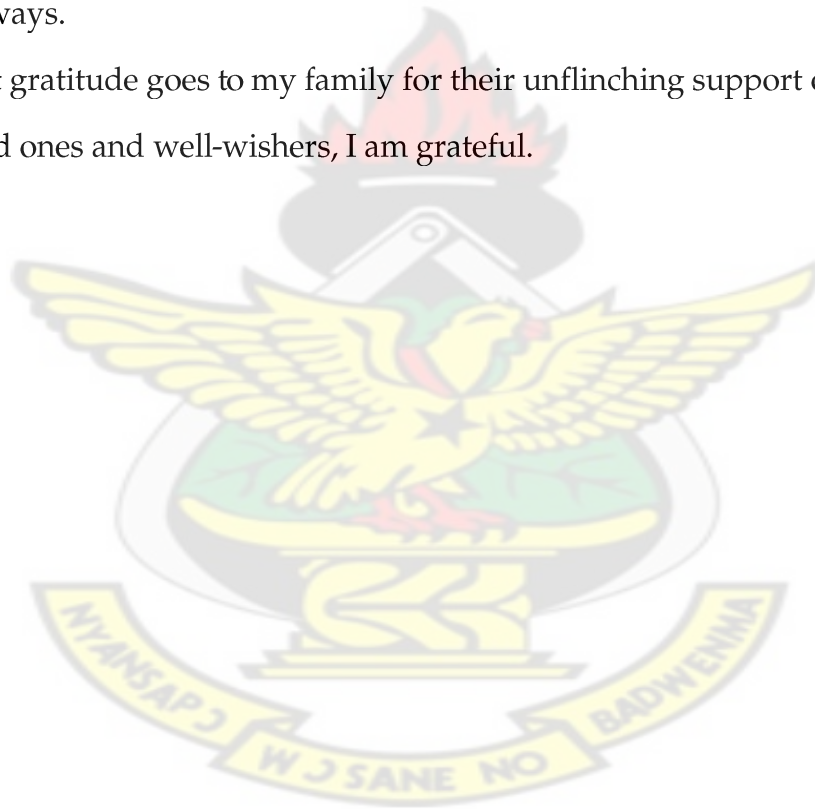 ways.
gratitude goes to my family for their unflinching support
ones and well-wishers, I am grateful.
NYANSAPƆ
WƆ SANE NO
BADWENMA